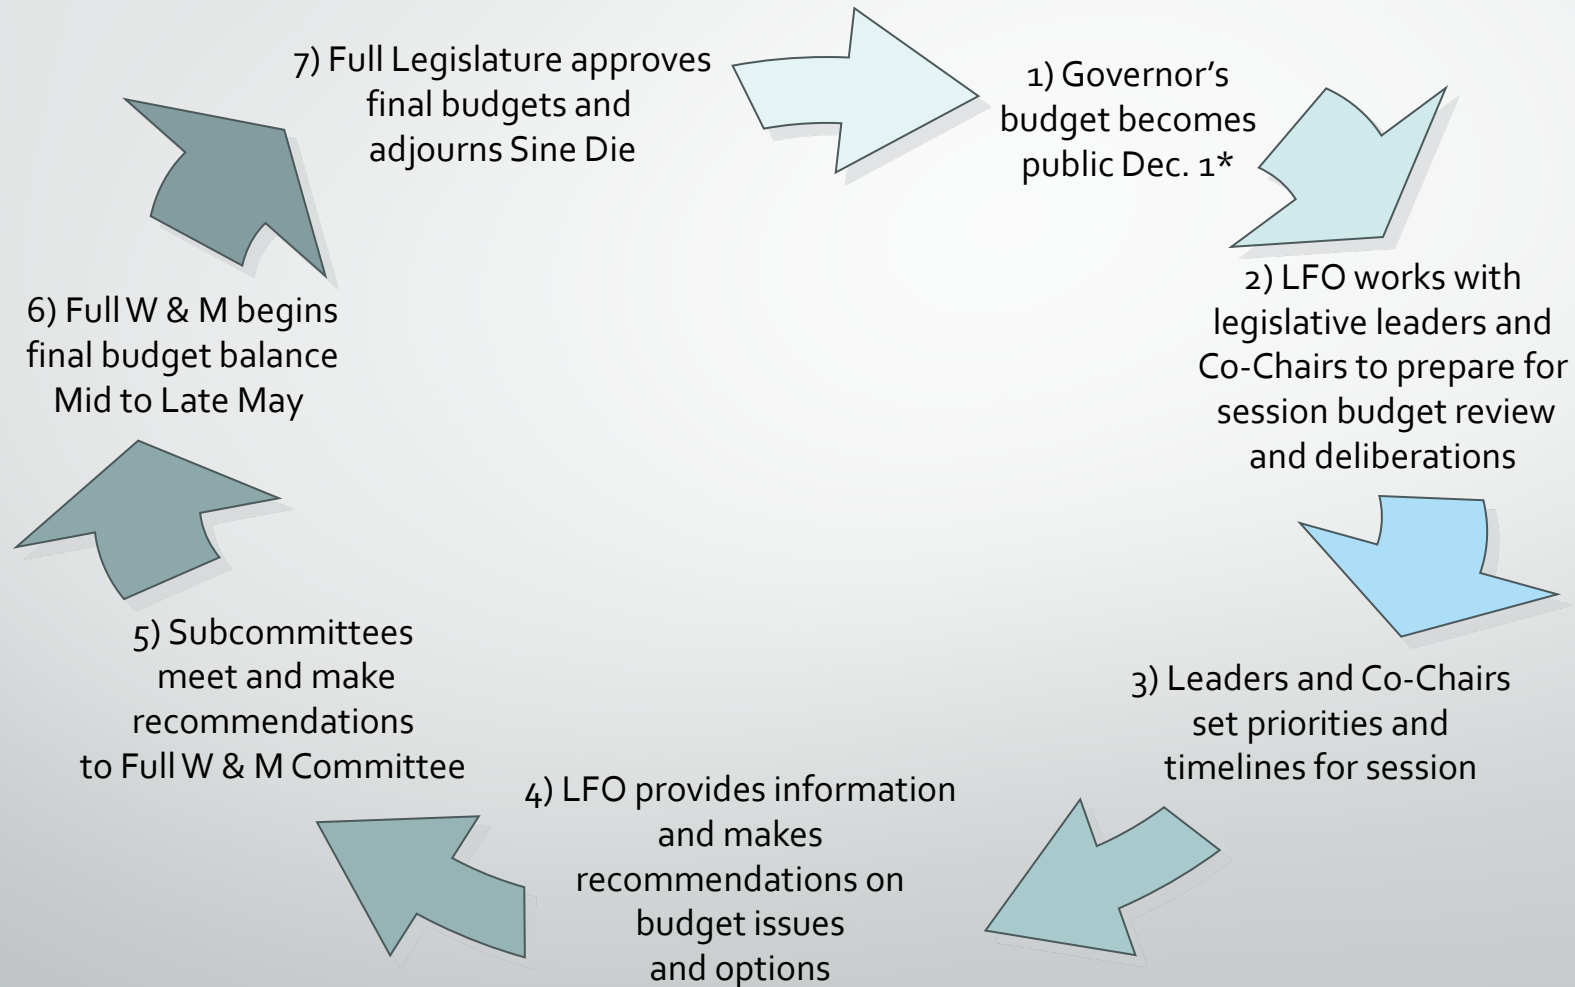 7) Full Legislature approves
final budgets and
adjourns Sine Die
1) Governor’s
budget becomes
public Dec. 1*
2) LFO works with
legislative leaders and
Co-Chairs to prepare for
session budget review
and deliberations
3) Leaders and Co-Chairs
set priorities and
timelines for session
4) LFO provides information
and makes
recommendations on
budget issues
and options
5) Subcommittees
meet and make
recommendations
to Full W & M Committee
6) Full W & M begins
final budget balance
Mid to Late May